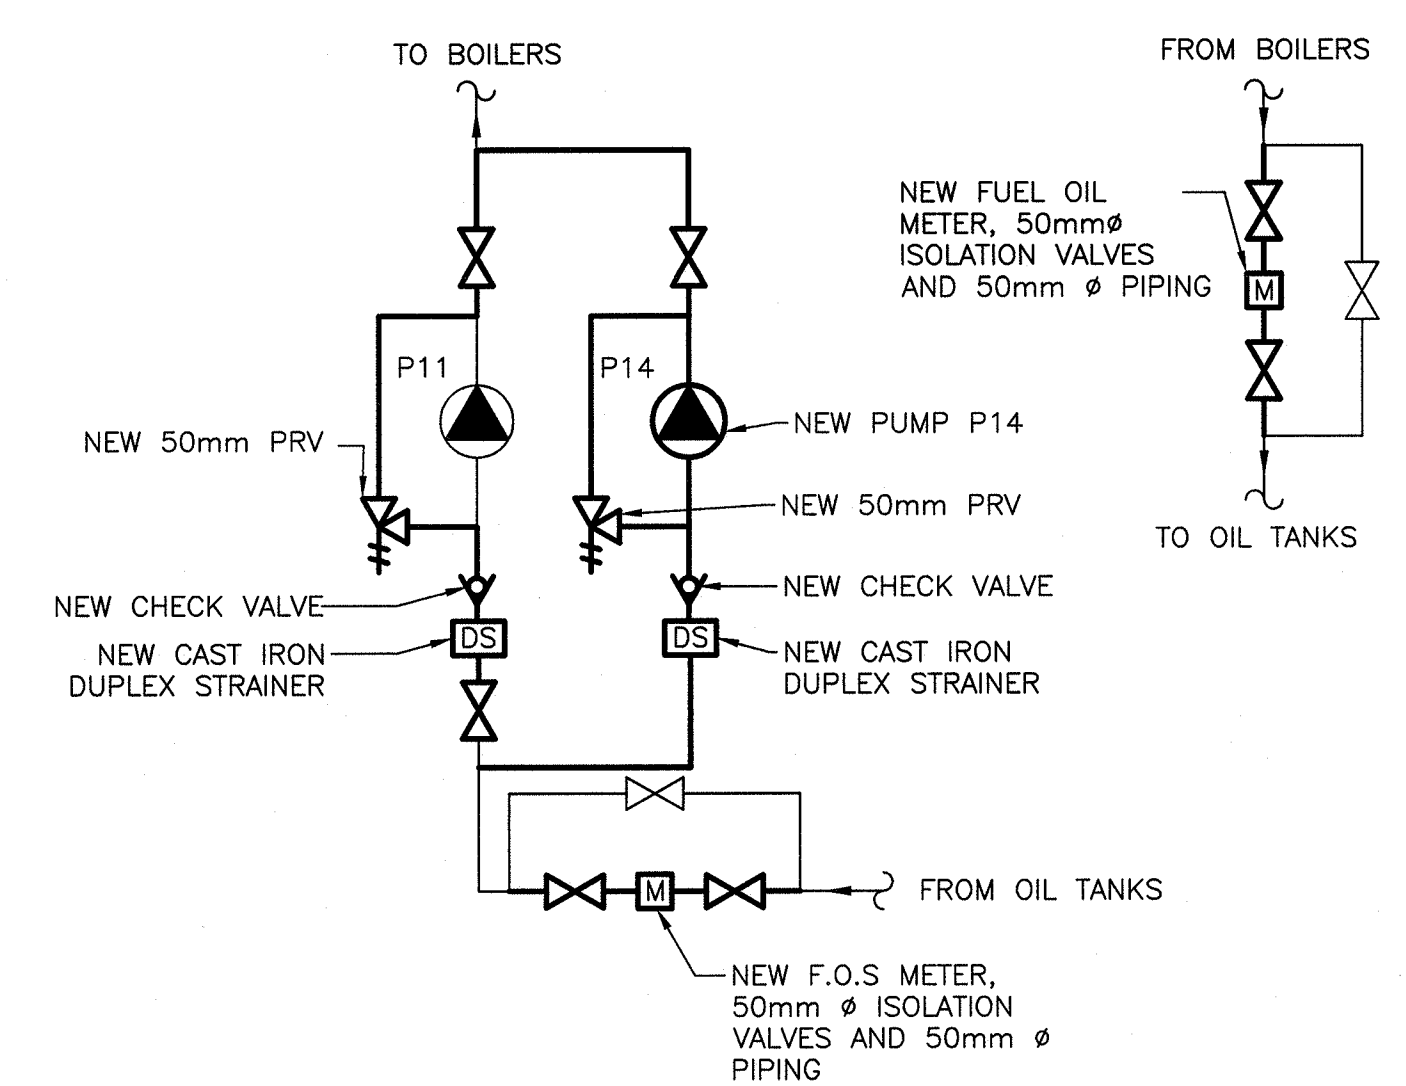 TO BOILERS
FROM BOILERS
NEW FUEL OIL
METER, 50mmø
ISOLATION VALVES
AND 50mm ø PIPING
M
P11
P14
NEW PUMP P14
NEW 50mm PRV
NEW 50mm PRV
TO OIL TANKS
NEW CHECK VALVE
NEW CHECK VALVE
DS
DS
NEW CAST IRON
DUPLEX STRAINER
NEW CAST IRON
DUPLEX STRAINER
M
FROM OIL TANKS
NEW F.O.S METER,
50mm ø ISOLATION
VALVES AND 50mm ø
PIPING